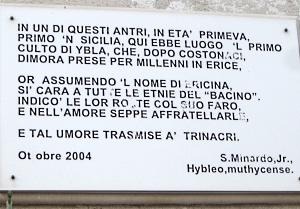 IN UN DI QUESTI ANTRI, IN ETA' PRIMEVA,
PRIMO 'N SICILIA, QUI EBBE LUOGO 'L PRIMO
CULTO DI YBLA, CHE, DOPO COSTONACI,
DIMORA PRESE PER MILLENNI IN ERICE,
OR ASSUMENDO 'L NOME DI ERICINA,
SI' CARA A TUTTE LE ETNIE DEL "BACINO".
INDICO' LE LOR ROTTE COL SUO FARO,
E NELL'AMORE SEPPE AFFRATELLARLE,
E TAL UMORE TRASMISE A' TRINACRI.
Ot obre 2004 S.Minardo,Jr.,
Hybleo,muthycense.